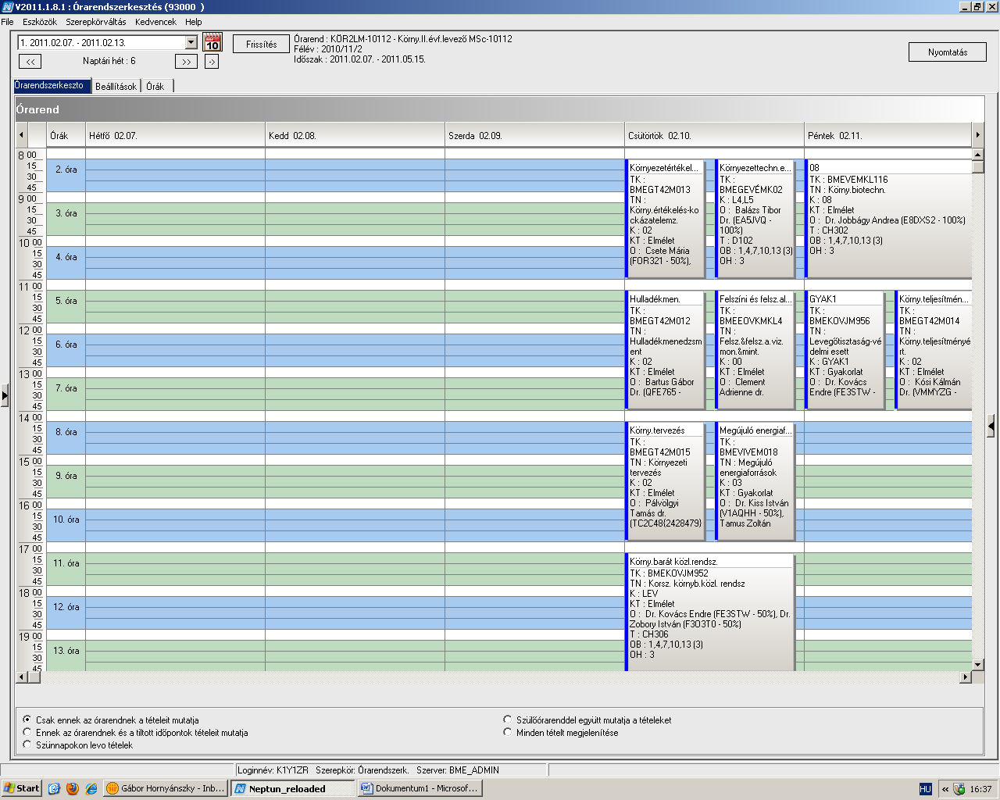 V2011.1.8.1 : Órarendszerkesztés (93000 )
File Eszközök Szerepkörváltás Kedvencek Help
1. 2011.02.07. - 2011.02.13.
10
Frissítés
Órarend : KÖR2LM-10112 - Körny.II.évf.levező MSc-10112
Félév : 2010/11/2
Időszak : 2011.02.07. - 2011.05.15.
Nyomtatás
<< Naptári hét : 6 >> ->
Órarendszerkeszto Beállítások Órák
Órarend
Órák Hétfő 02.07. Kedd 02.08. Szerda 02.09. Csütörtök 02.10. Péntek 02.11.
8 00
15
30
45
9 00
15
30
45
10 00
15
30
45
11 00
15
30
45
12 00
15
30
45
13 00
15
30
45
14 00
15
30
45
15 00
15
30
45
16 00
15
30
45
17 00
15
30
45
18 00
15
30
45
19 00
15
30
45
2. óra
3. óra
4. óra
5. óra
6. óra
7. óra
8. óra
9. óra
10. óra
11. óra
12. óra
13. óra
Környezetértékel...
TK :
BMEGT42M013
TN :
Körny.értékelés-ko
ckázatelemz.
K : 02
KT : Elmélet
O : Csete Mária
(FOR321 - 50%),
Környezettechn.e...
TK :
BMEGEVÉMK02
K : L4,L5
O : Balázs Tibor
Dr. (EA5JVQ -
100%)
T : D102
OB : 1,4,7,10,13 (3)
OH : 3
08
TK : BMEVEMKL116
TN : Körny.biotechn.
K : 08
KT : Elmélet
O : Dr. Jobbágy Andrea (E8DXS2 - 100%)
T : CH302
OB : 1,4,7,10,13 (3)
OH : 3
Hulladékmen.
TK :
BMEGT42M012
TN :
Hulladékmenedzsm
ent
K : 02
KT : Elmélet
O : Bartus Gábor
Dr. (QFE765 -
Felszíni és felsz.al...
TK :
BMEEOVKMKL4
TN :
Felsz.&felsz.a.viz.
mon.&mint.
K : 00
KT : Elmélet
O : Clement
Adrienne dr.
GYAK1
TK :
BMEKOVJM956
TN :
Levegőtisztaság-vé
delmi esett
K : GYAK1
KT : Gyakorlat
O : Dr. Kovács
Endre (FE3STW -
Körny.teljesítmén...
TK :
BMEGT42M014
TN :
Körny.teljesítményé
rt.
K : 02
KT : Elmélet
O : Kósi Kálmán
Dr. (VMMYZG -
Körny.tervezés
TK :
BMEGT42M015
TN : Környezeti
tervezés
K : 02
KT : Elmélet
O : Pálvölgyi
Tamás dr.
(TC2C48{2428479}
Megújuló energiaf...
TK :
BMEVIVEM018
TN : Megújuló
energiaforrások
K : 03
KT : Gyakorlat
O : Dr. Kiss István
(V1AQHH - 50%),
Tamus Zoltán
Körny.barát közl.rendsz.
TK : BMEKOVJM952
TN : Korsz. környb.közl. rendsz
K : LEV
KT : Elmélet
O : Dr. Kovács Endre (FE3STW - 50%), Dr.
Zobory István (F3O3T0 - 50%)
T : CH306
OB : 1,4,7,10,13 (3)
OH : 3
Csak ennek az órarendnek a tételeit mutatja
Ennek az órarendnek és a tiltott időpontok tételeit mutatja
Szünnapokon levo tételek
Szülőórarenddel együtt mutatja a tételeket
Minden tételt megjelenítése
Loginnév: K1Y1ZR Szerepkör: Órarendszerk. Szerver: BME_ADMIN
Start Gábor Hornyánszky - Inb... Neptun_reloaded Dokumentum1 - Microsof... HU « 16:37